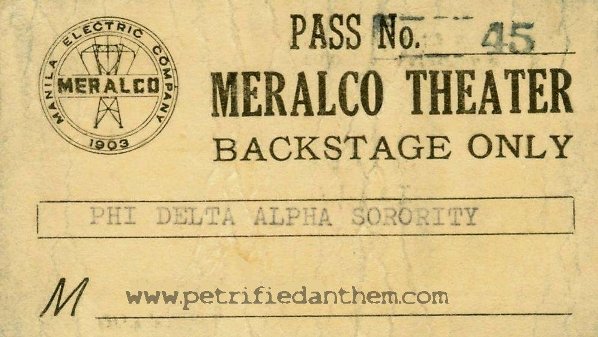 PASS No. 45
MERALCO THEATER
BACKSTAGE ONLY
MANILA ELECTRIC COMPANY
MERALCO
1903
PHI DELTA ALPHA SORORITY
M www.petrifiedanthem.com